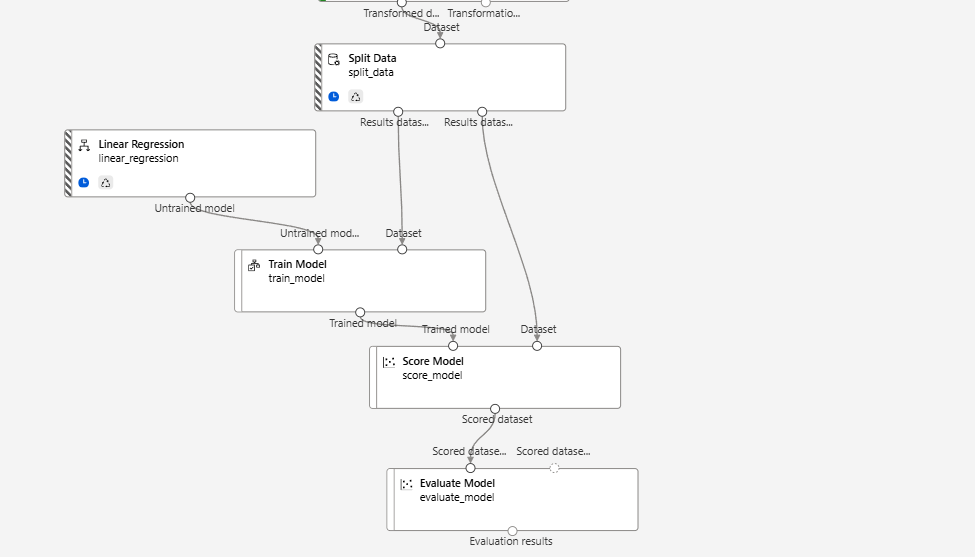 Transformed d... Transformatio...
Dataset
Split Data
split_data
Results datas... Results datas...
Linear Regression
linear_regression
Untrained model
Untrained mod... Dataset
Train Model
train_model
Trained model
Trained model Dataset
Score Model
score_model
Scored dataset
Scored datase... Scored datase...
Evaluate Model
evaluate_model
Evaluation results